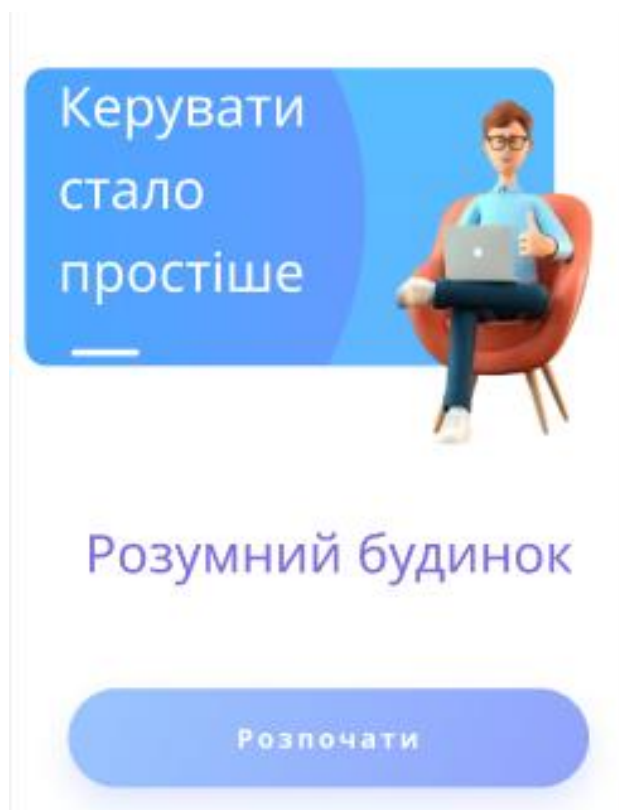 Керувати
стало
простіше
Розумний будинок
Розпочати